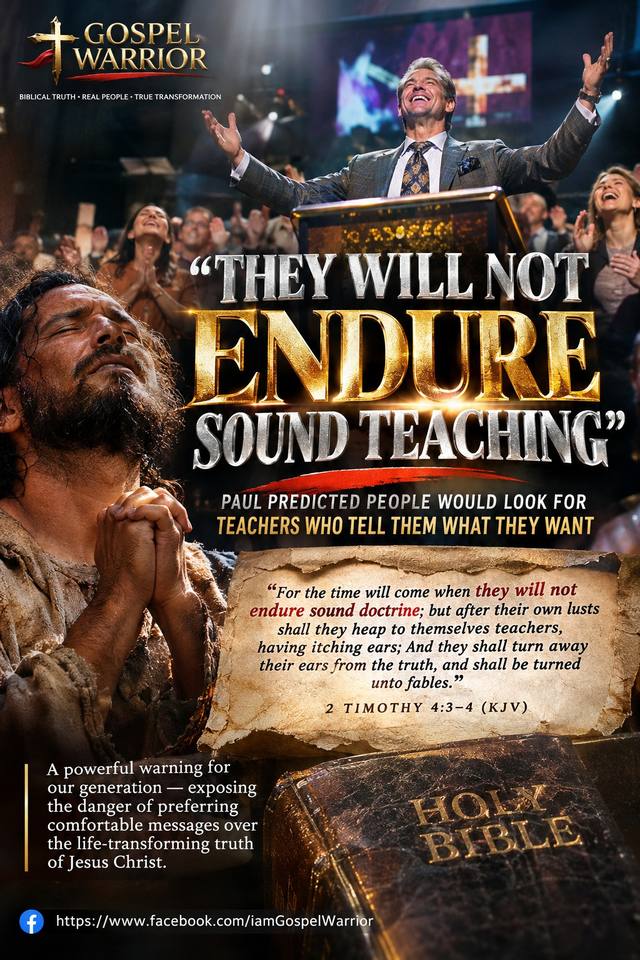 GOSPEL
WARRIOR
BIBLICAL TRUTH • REAL PEOPLE • TRUE TRANSFORMATION
“THEY WILL NOT
ENDURE
SOUND TEACHING”
PAUL PREDICTED PEOPLE WOULD LOOK FOR
TEACHERS WHO TELL THEM WHAT THEY WANT
“For the time will come when they will not
endure sound doctrine; but after their own lusts
shall they heap to themselves teachers,
having itching ears; And they shall turn away
their ears from the truth, and shall be turned
unto fables.”
2 TIMOTHY 4:3–4 (KJV)
A powerful warning for
our generation — exposing
the danger of preferring
comfortable messages over
the life-transforming truth
of Jesus Christ.
HOLY
BIBLE
https://www.facebook.com/iamGospelWarrior